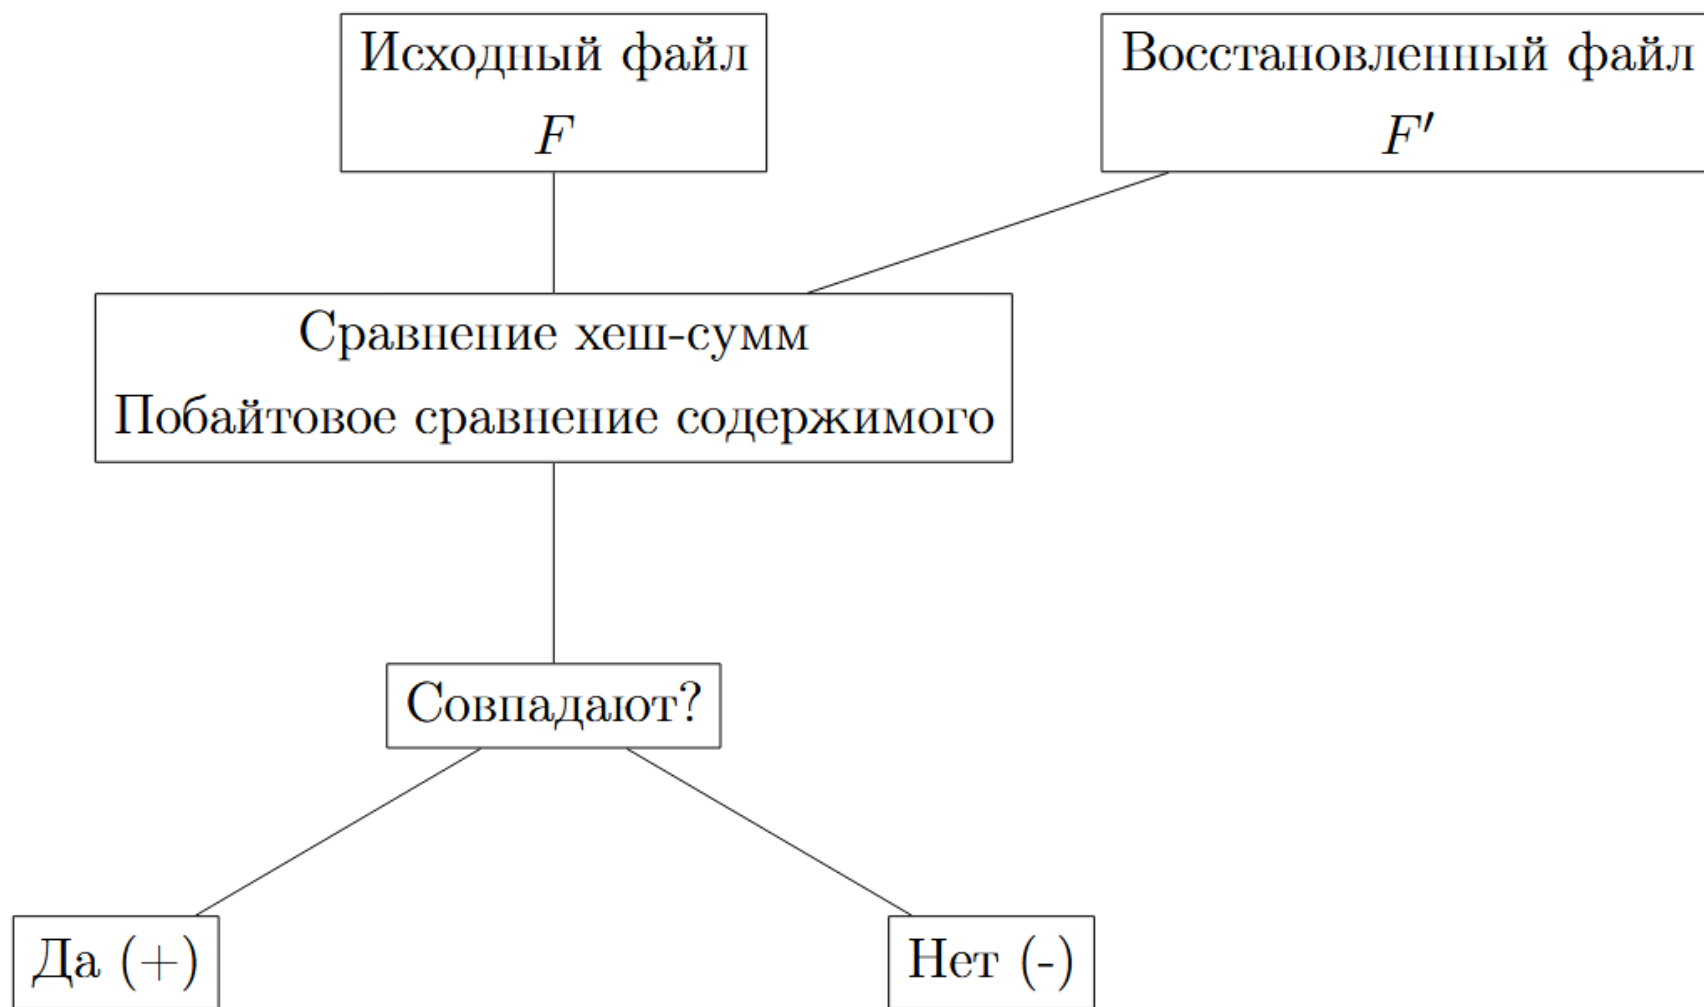 Исходный файл
F
Восстановленный файл
F′
Сравнение хеш-сумм
Побайтовое сравнение содержимого
Совпадают?
Да (+)
Нет (-)